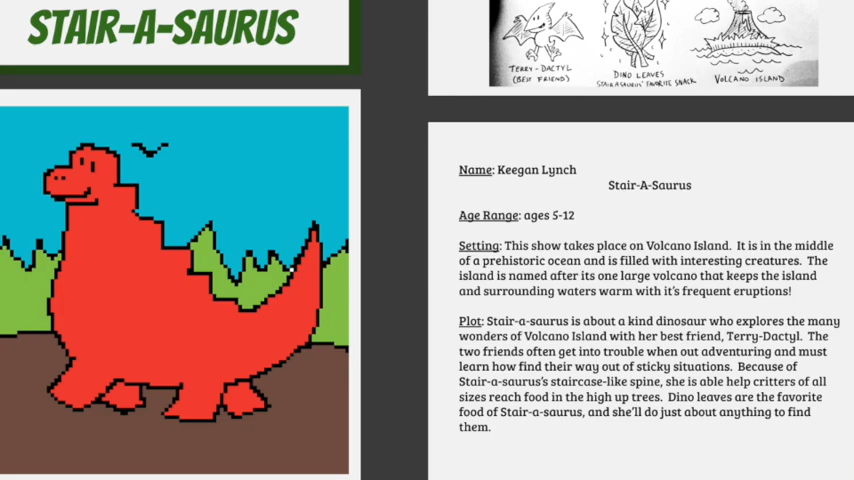 STAIR-A-SAURUS
TERRY-DACTYL
(BEST FRIEND)
DINO LEAVES
STAIRASAURUS' FAVORITE SNACK
VOLCANO ISLAND
Name: Keegan Lynch
Stair-A-Saurus
Age Range: ages 5-12
Setting: This show takes place on Volcano Island. It is in the middle
of a prehistoric ocean and is filled with interesting creatures. The
island is named after its one large volcano that keeps the island
and surrounding waters warm with it's frequent eruptions!
Plot: Stair-a-saurus is about a kind dinosaur who explores the many
wonders of Volcano Island with her best friend, Terry-Dactyl. The
two friends often get into trouble when out adventuring and must
learn how find their way out of sticky situations. Because of
Stair-a-saurus's staircase-like spine, she is able help critters of all
sizes reach food in the high up trees. Dino leaves are the favorite
food of Stair-a-saurus, and she'll do just about anything to find
them.